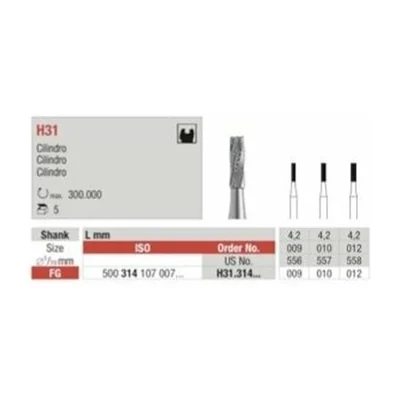 H31
Cilindro
Cilindro
Cilindro
max. 300.000
5
Shank L mm 4,2 4,2 4,2
Size ISO Order No. 009 010 012
US No. 556 557 558
mm
FG 500 314 107 007... H31.314... 009 010 012